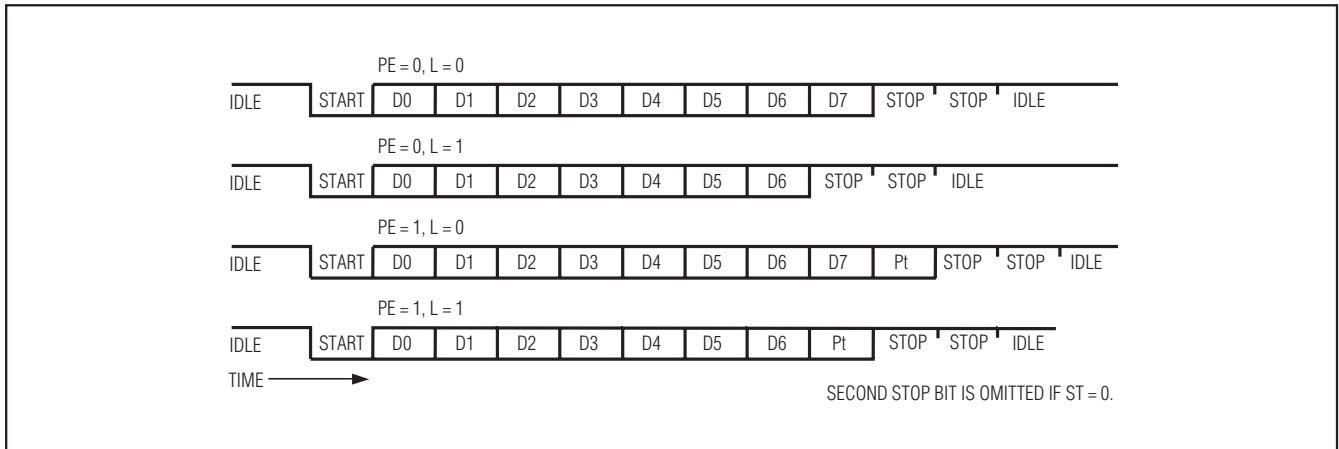 PE = 0, L = 0
IDLE START D0 D1 D2 D3 D4 D5 D6 D7 STOP STOP IDLE
PE = 0, L = 1
IDLE START D0 D1 D2 D3 D4 D5 D6 STOP STOP IDLE
PE = 1, L = 0
IDLE START D0 D1 D2 D3 D4 D5 D6 D7 Pt STOP STOP IDLE
PE = 1, L = 1
IDLE START D0 D1 D2 D3 D4 D5 D6 Pt STOP STOP IDLE
TIME
SECOND STOP BIT IS OMITTED IF ST = 0.